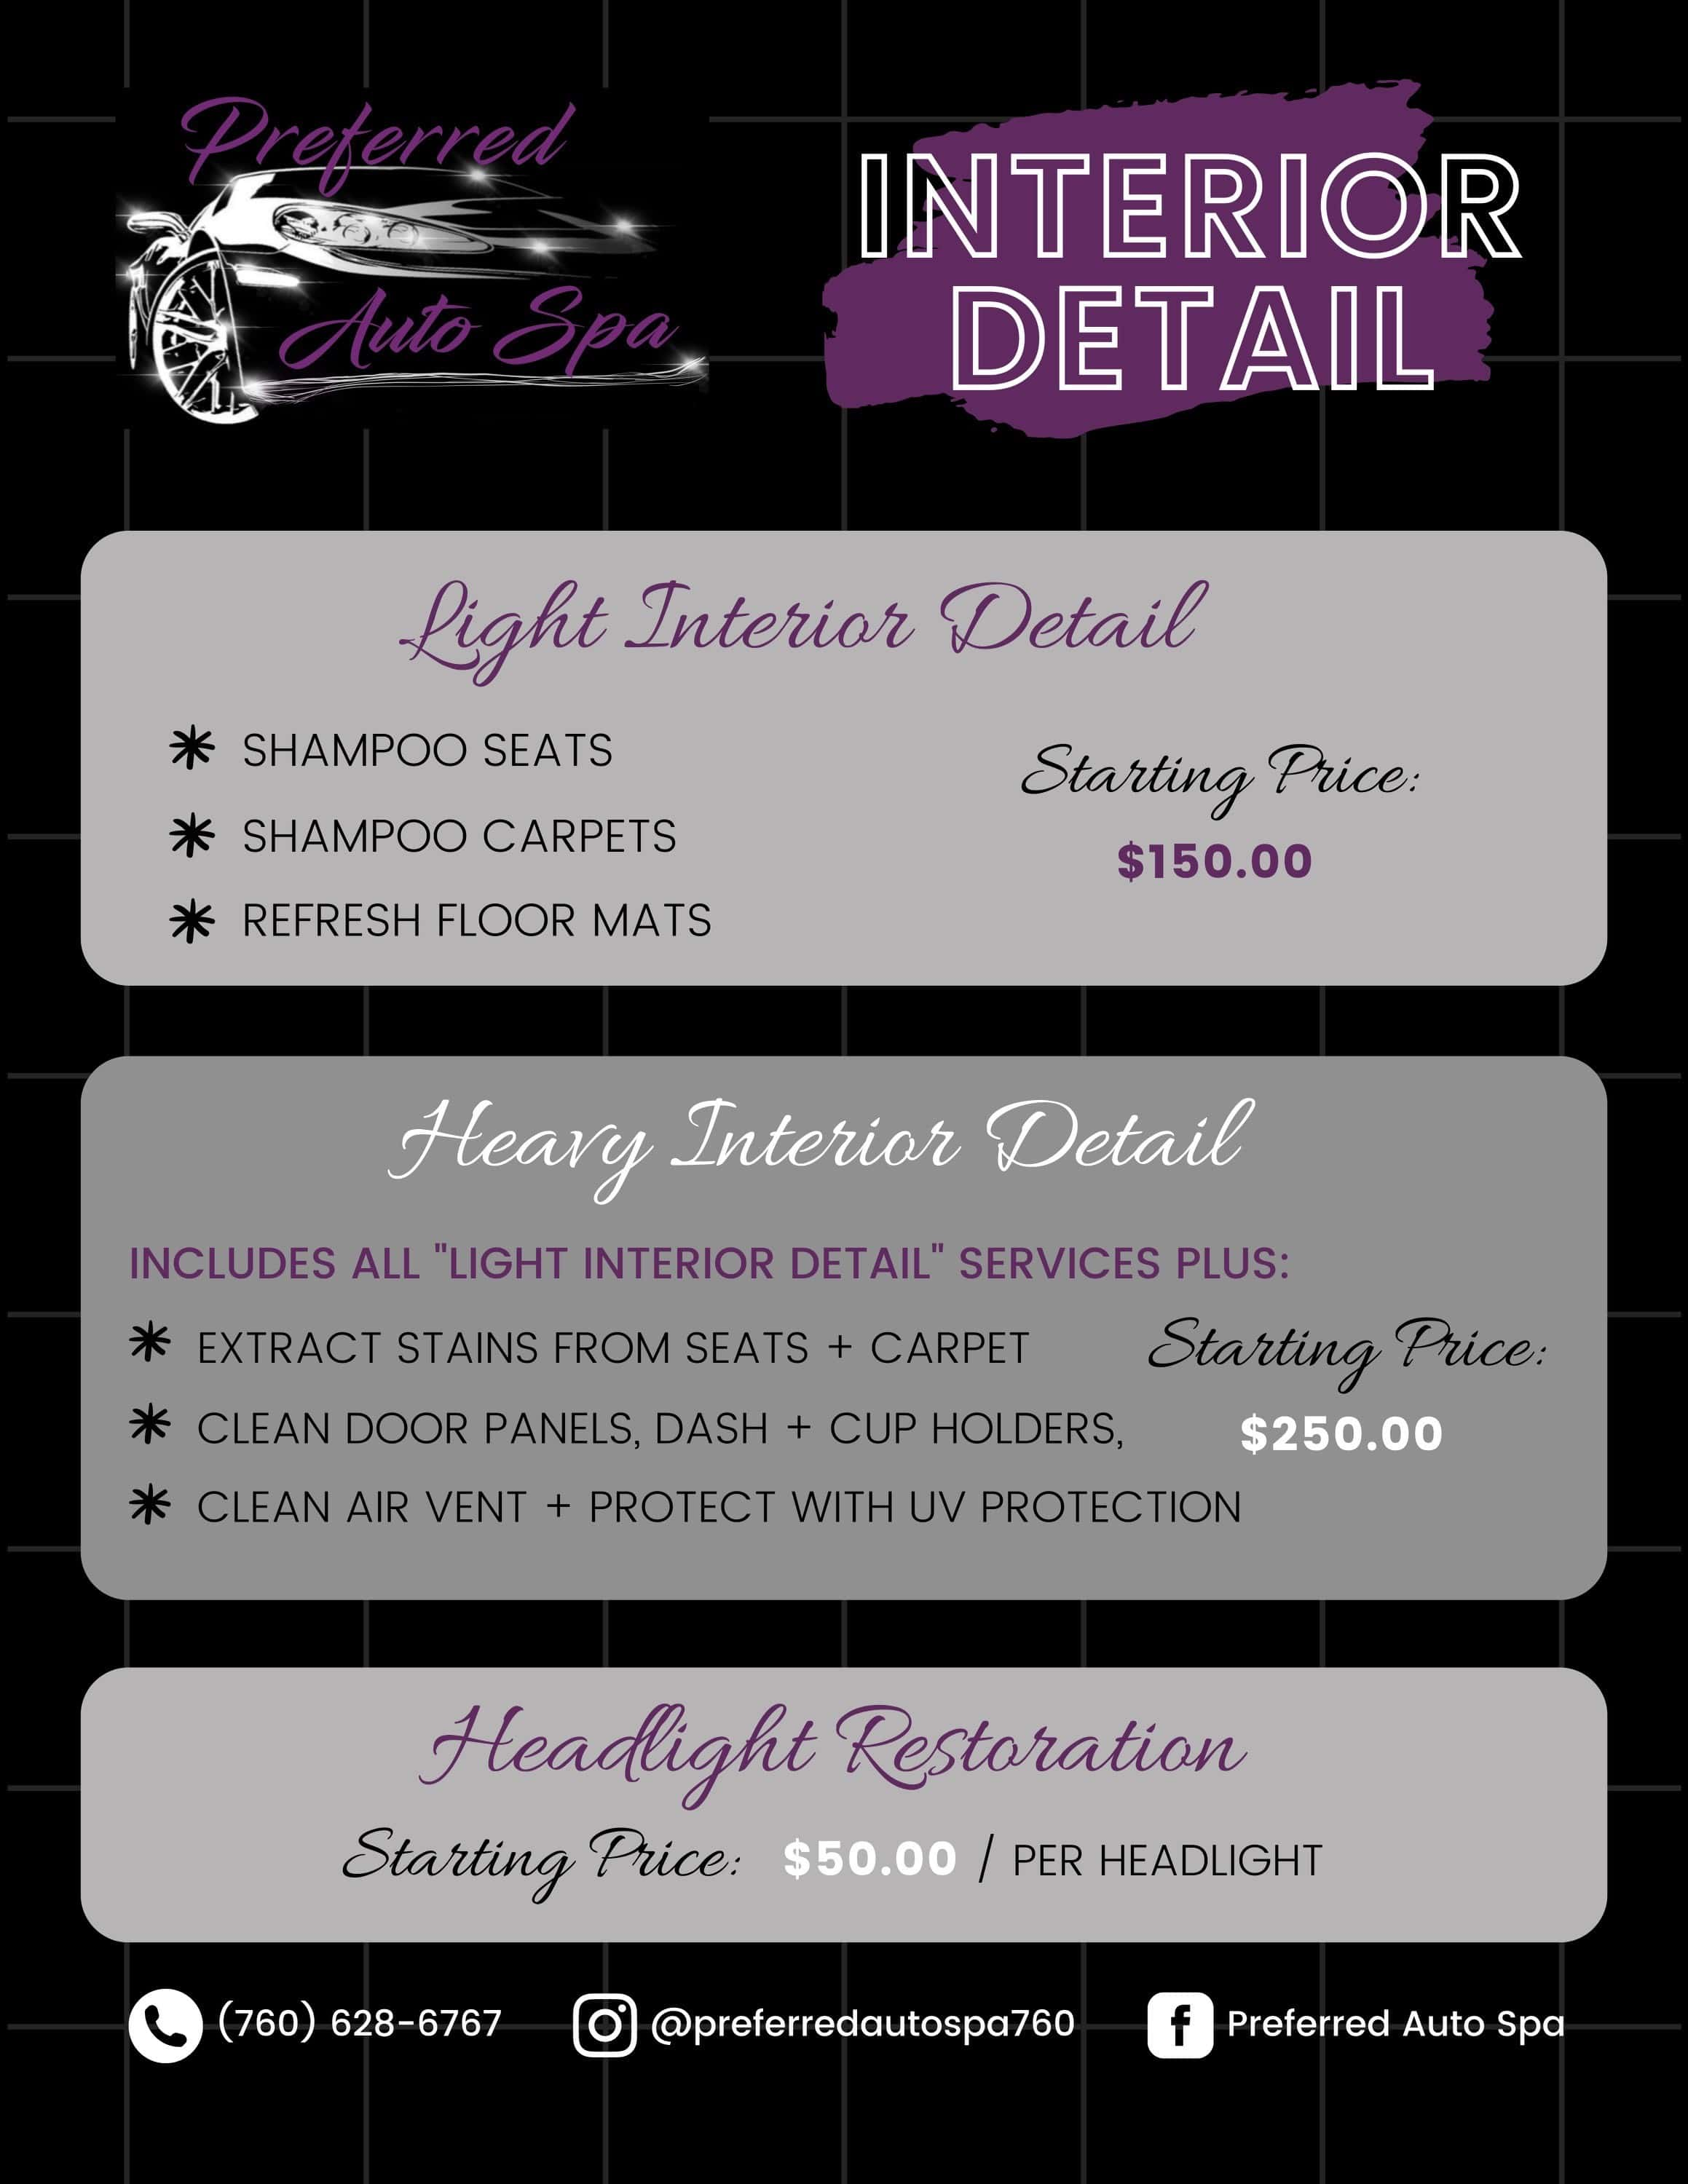 Preferred
Auto Spa
INTERIOR
DETAIL
Light Interior Detail
SHAMPOO SEATS
SHAMPOO CARPETS
REFRESH FLOOR MATS
Starting Price:
$150.00
Heavy Interior Detail
INCLUDES ALL "LIGHT INTERIOR DETAIL" SERVICES PLUS:
EXTRACT STAINS FROM SEATS + CARPET
CLEAN DOOR PANELS, DASH + CUP HOLDERS,
CLEAN AIR VENT + PROTECT WITH UV PROTECTION
Starting Price:
$250.00
Headlight Restoration
Starting Price: $50.00 / PER HEADLIGHT
(760) 628-6767 @preferredautospa760 Preferred Auto Spa